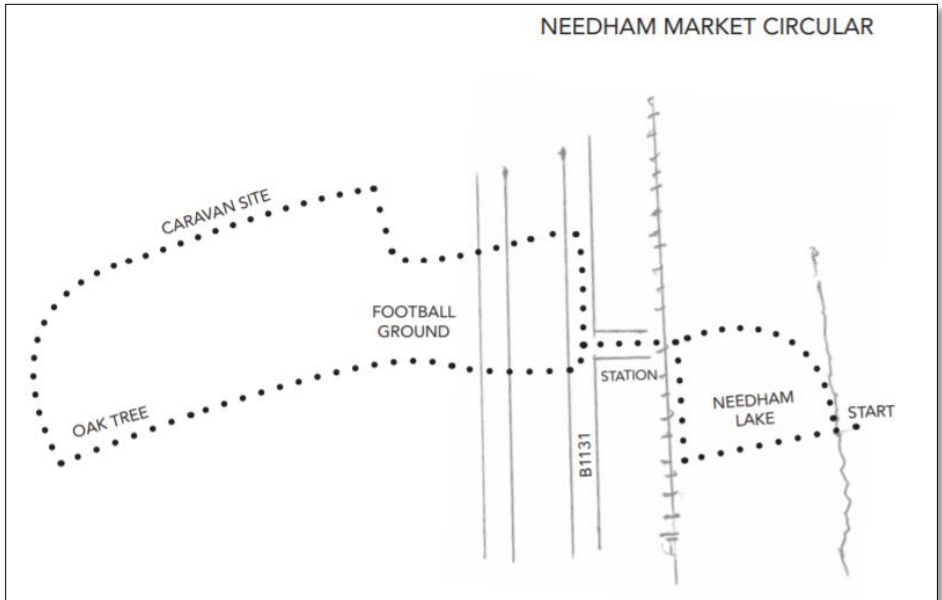 NEEDHAM MARKET CIRCULAR
CARAVAN SITE
FOOTBALL
GROUND
STATION
NEEDHAM
LAKE
START
OAK TREE
B1131